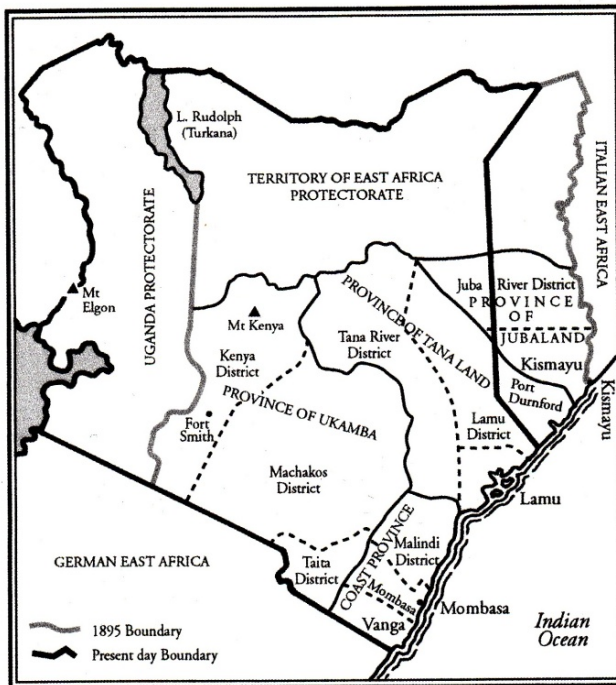 L. Rudolph
(Turkana)
TERRITORY OF EAST AFRICA
PROTECTORATE
ITALIAN EAST AFRICA
UGANDA PROTECTORATE
Mt
Elgon
Mt Kenya
Kenya
District
Fort
Smith
PROVINCE OF UKAMBA
Machakos
District
Tana River
District
PROVINCE OF TANA LAND
Juba River District
PROVINCE
OF
JUBALAND
Kismayu
Port
Durnford
Kismayu
Lamu
District
Lamu
COAST PROVINCE
Malindi
District
Taita
District
Mombasa
Mombasa
Vanga
GERMAN EAST AFRICA
Indian
Ocean
1895 Boundary
Present day Boundary